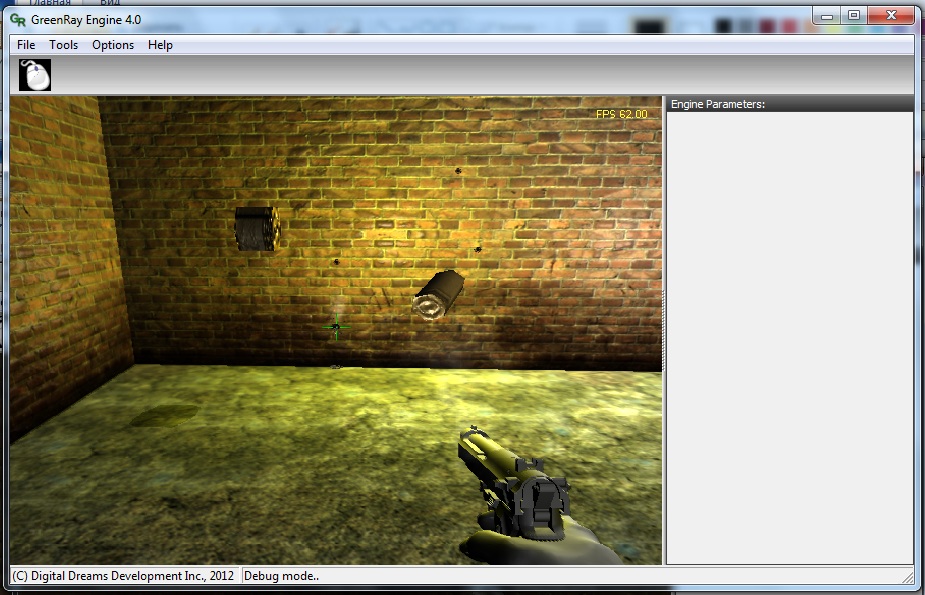 Главная Вид
GR GreenRay Engine 4.0
File Tools Options Help
FPS 62.00
Engine Parameters:
(C) Digital Dreams Development Inc., 2012 Debug mode..